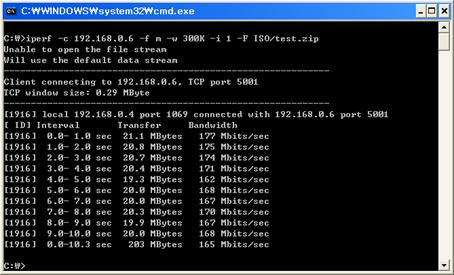 C:₩WINDOWS₩system32₩cmd.exe
C:₩>iperf -c 192.168.0.6 -f m -w 300K -i 1 -F ISO/test.zip
Unable to open the file stream
Will use the default data stream
------------------------------------------------------------
Client connecting to 192.168.0.6, TCP port 5001
TCP window size: 0.29 MByte
------------------------------------------------------------
[1916] local 192.168.0.4 port 1069 connected with 192.168.0.6 port 5001
[ ID] Interval       Transfer     Bandwidth
[1916]  0.0- 1.0 sec  21.1 MBytes   177 Mbits/sec
[1916]  1.0- 2.0 sec  20.8 MBytes   175 Mbits/sec
[1916]  2.0- 3.0 sec  20.7 MBytes   174 Mbits/sec
[1916]  3.0- 4.0 sec  20.4 MBytes   171 Mbits/sec
[1916]  4.0- 5.0 sec  19.3 MBytes   162 Mbits/sec
[1916]  5.0- 6.0 sec  20.0 MBytes   168 Mbits/sec
[1916]  6.0- 7.0 sec  20.0 MBytes   167 Mbits/sec
[1916]  7.0- 8.0 sec  20.3 MBytes   170 Mbits/sec
[1916]  8.0- 9.0 sec  19.9 MBytes   167 Mbits/sec
[1916]  9.0-10.0 sec  20.0 MBytes   168 Mbits/sec
[1916]  0.0-10.3 sec   203 MBytes   165 Mbits/sec
C:₩>